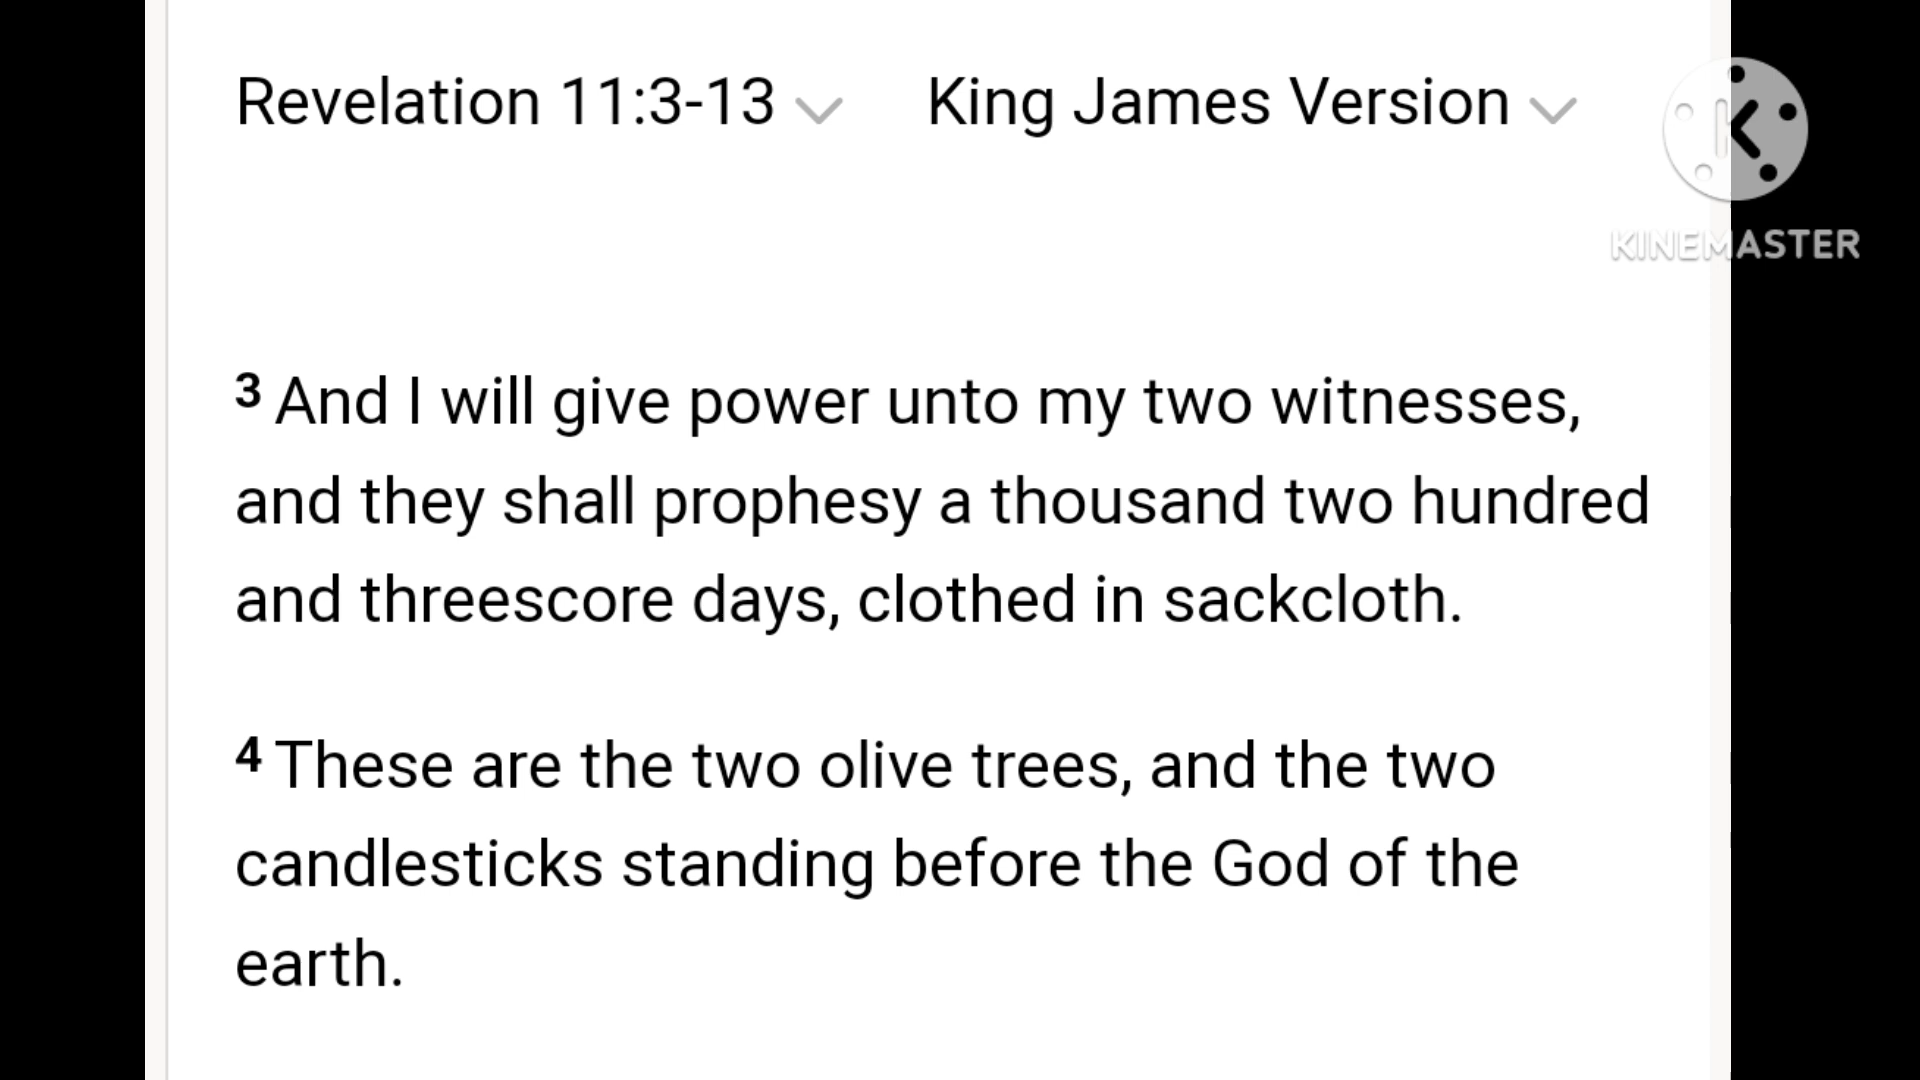 Revelation 11:3-13 King James Version
K
KINEMASTER
3 And I will give power unto my two witnesses,
and they shall prophesy a thousand two hundred
and threescore days, clothed in sackcloth.
4 These are the two olive trees, and the two
candlesticks standing before the God of the
earth.